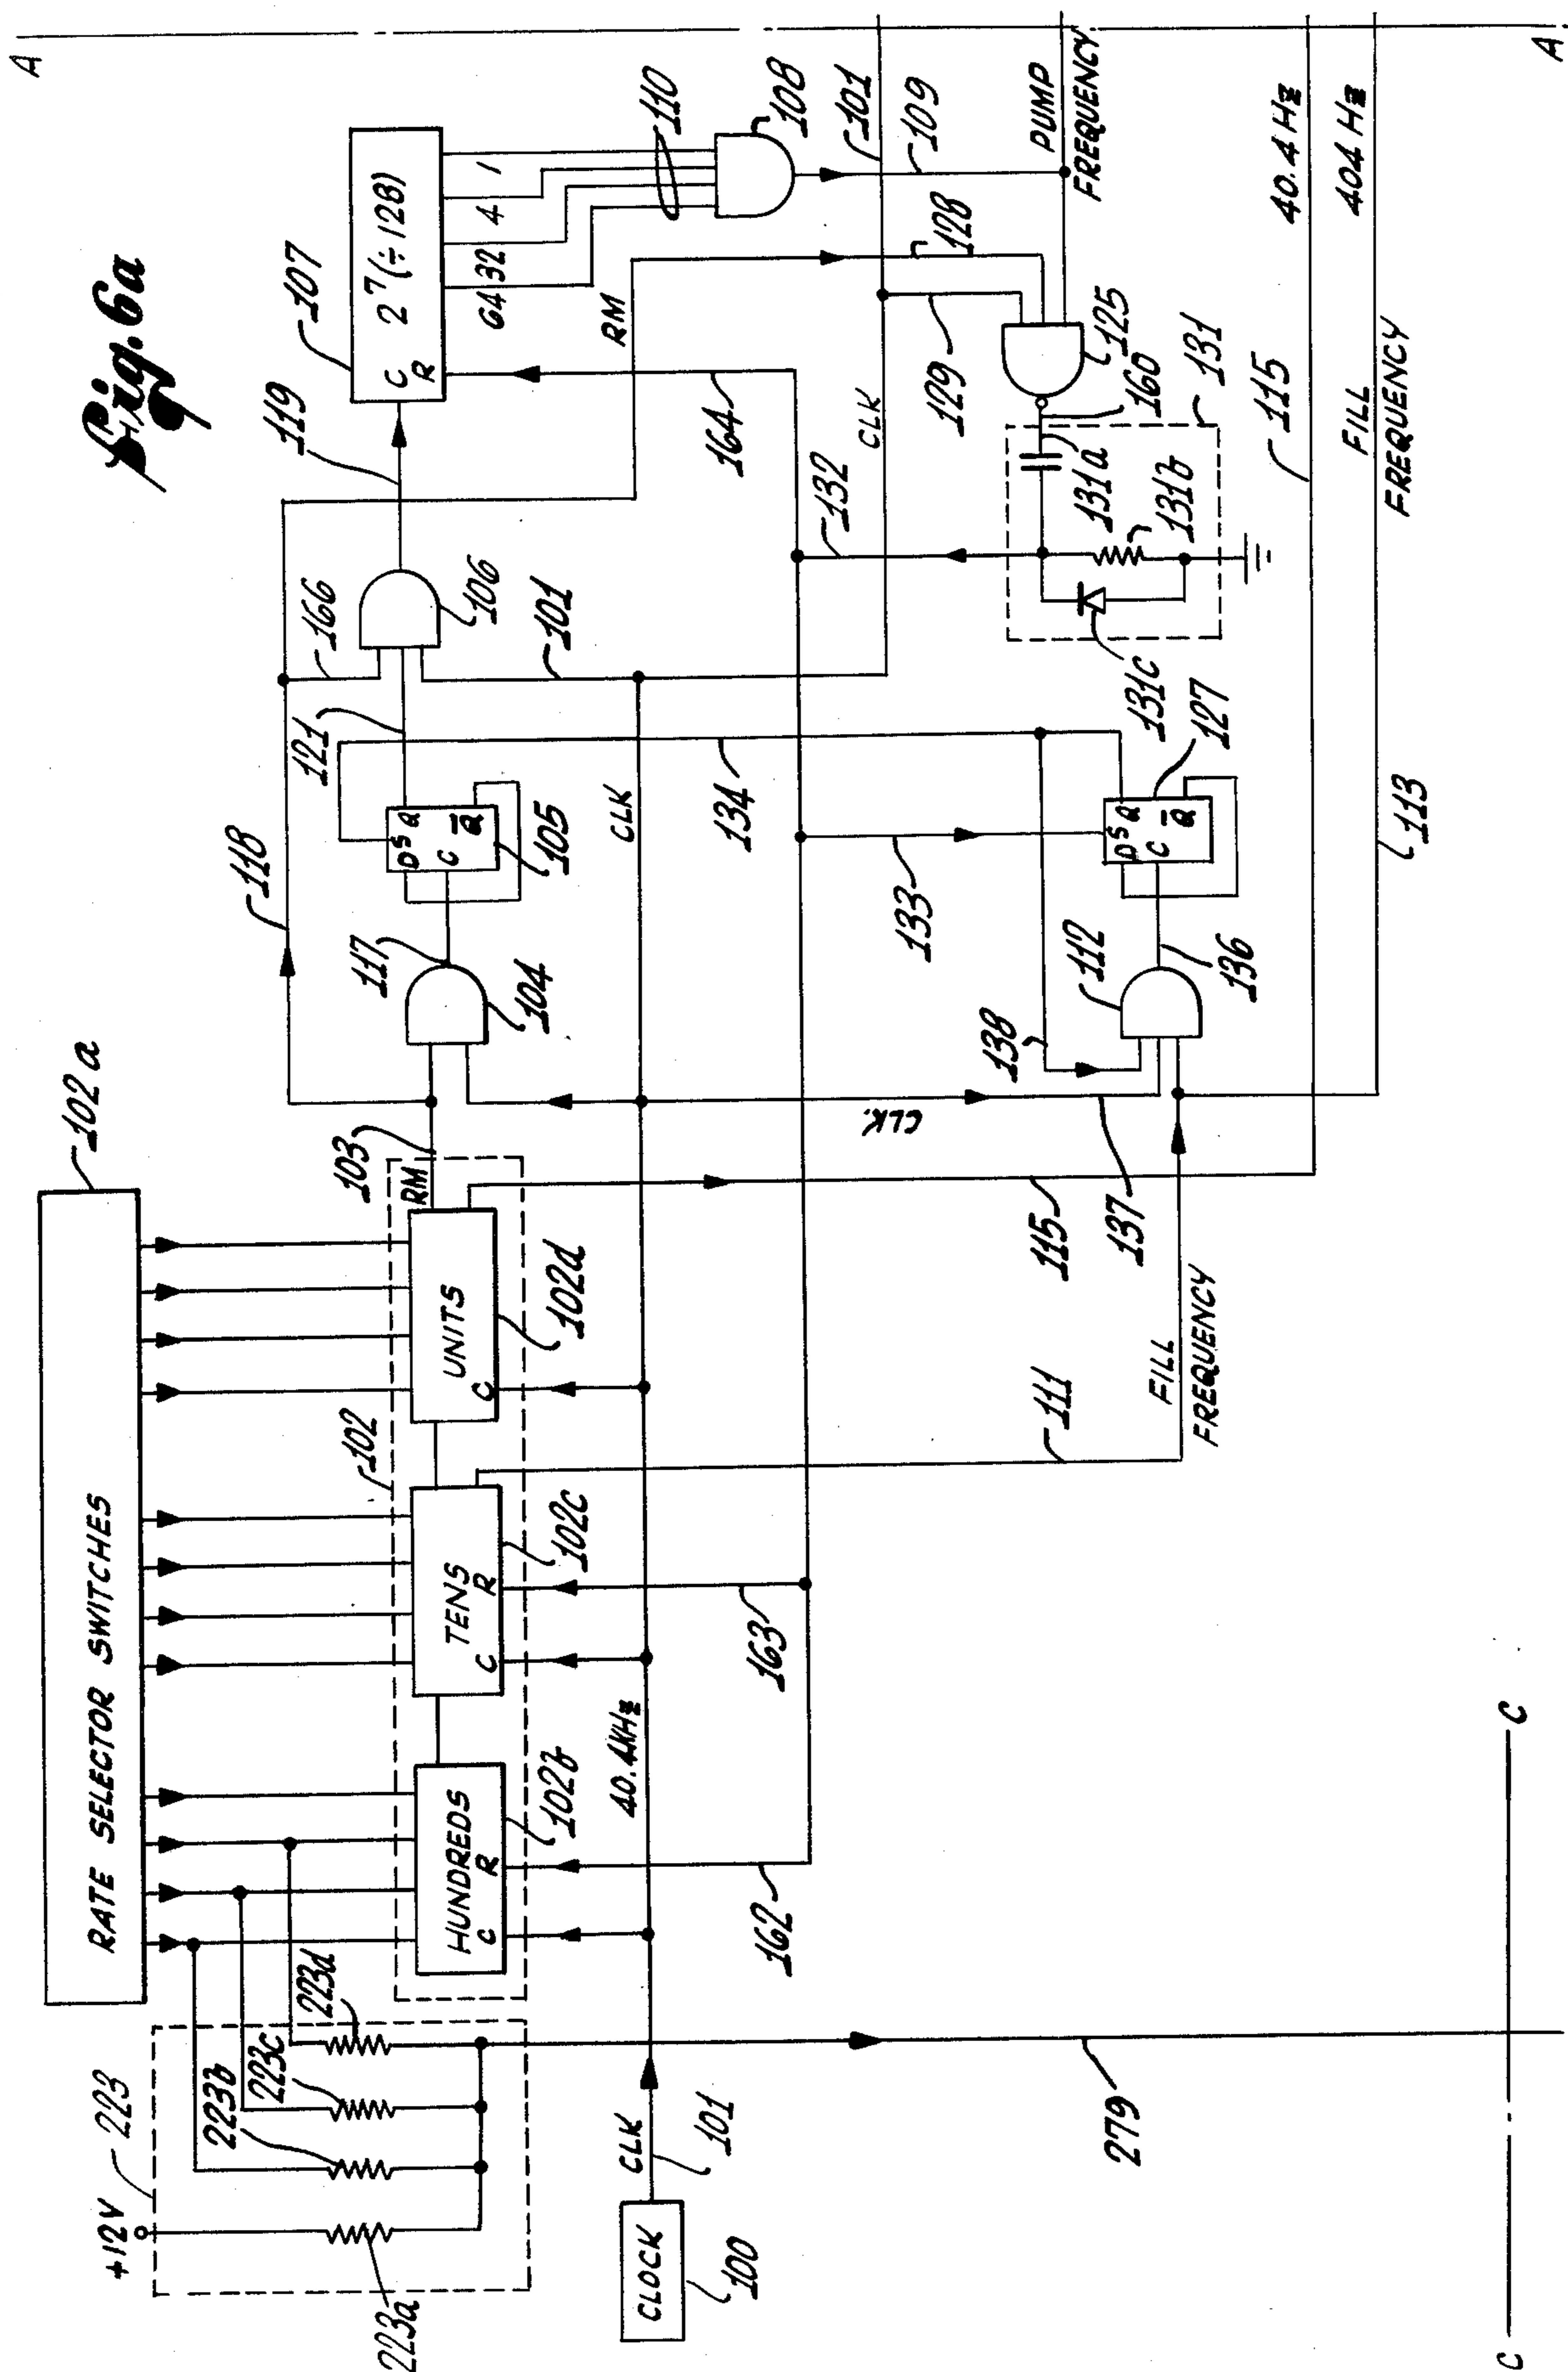 Fig. 6a
A
102a
RATE SELECTOR SWITCHES
+12V
223
223a
223b
223c
223d
102
HUNDREDS
C
R
102b
TENS
C
R
102c
UNITS
C
102d
RM
103
118
117
104
D
S
Q
C
Q̅
105
121
166
106
101
119
107
2⁷ (÷128)
C
R
64
32
4
1
110
108
RM
CLOCK
100
CLK
101
40.4KHz
CLK
162
163
164
CLK
101
109
128
129
125
160
131
131a
131b
131c
132
PUMP
FREQUENCY
134
133
127
D
S
Q
C
Q̅
138
112
136
CLK.
137
115
111
FILL
FREQUENCY
115
40.4Hz
404Hz
113
FILL
FREQUENCY
279
C
C
A